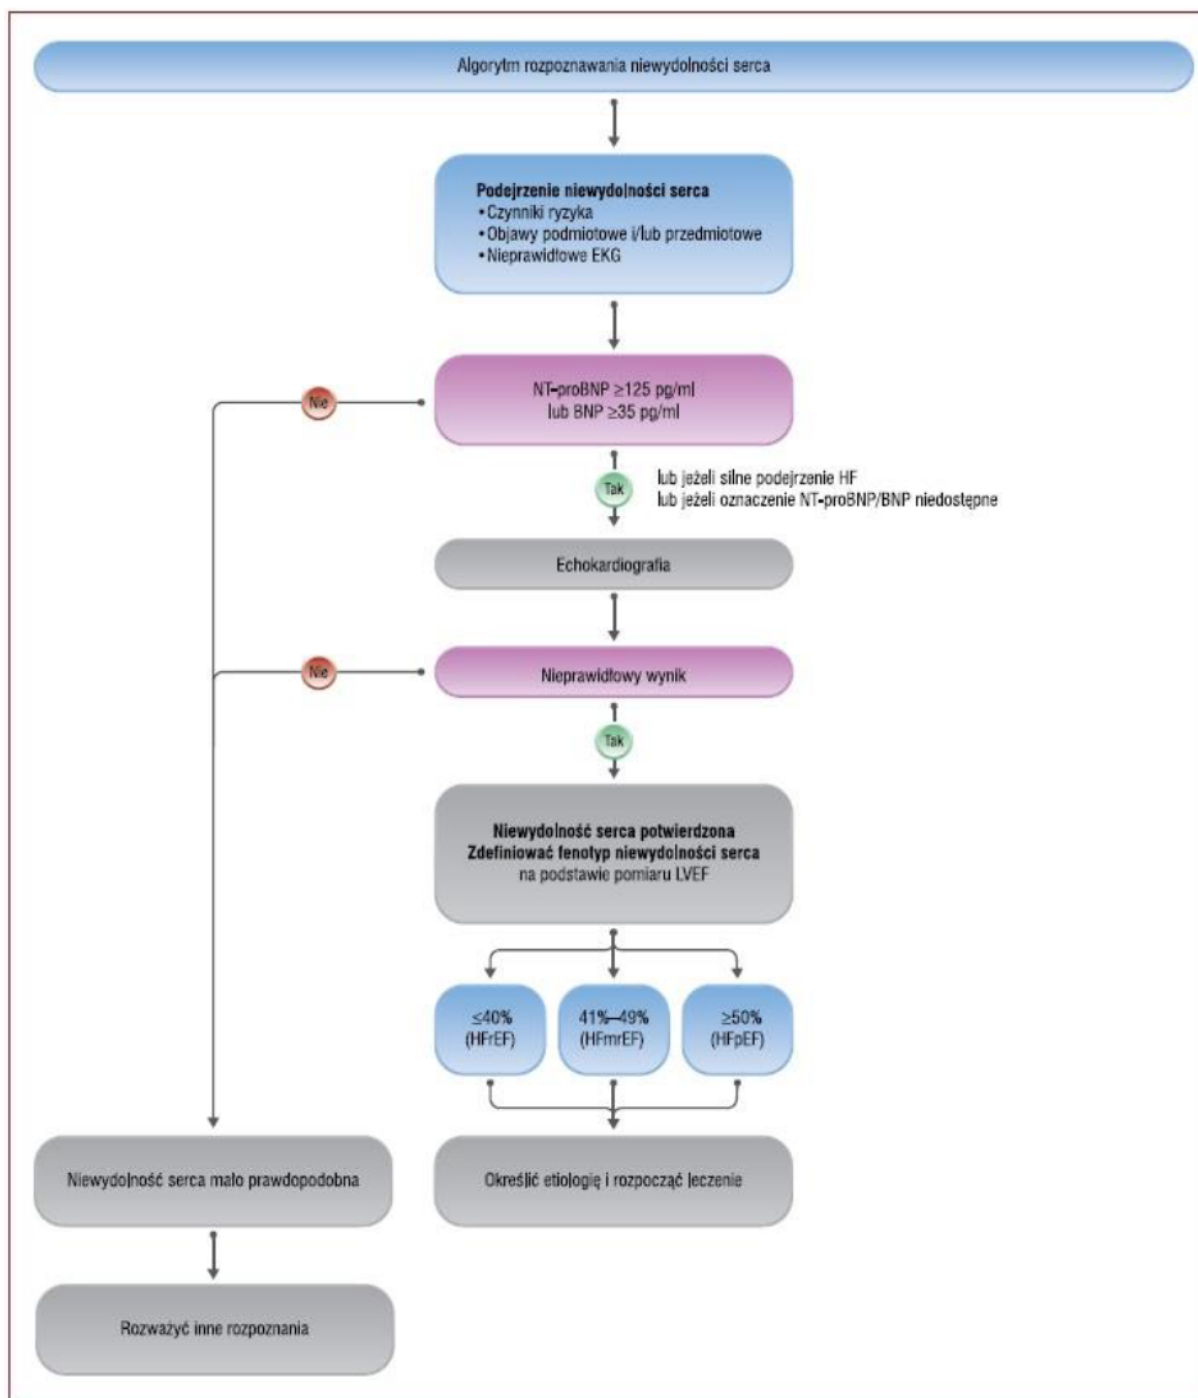 Algorytm rozpoznawania niewydolności serca
Podejrzenie niewydolności serca
•Czynniki ryzyka
•Objawy podmiotowe i/lub przedmiotowe
•Nieprawidłowe EKG
NT-proBNP ≥125 pg/ml
lub BNP ≥35 pg/ml
Nie
Tak
lub jeżeli silne podejrzenie HF
lub jeżeli oznaczenie NT-proBNP/BNP niedostępne
Echokardiografia
Nieprawidłowy wynik
Nie
Tak
Niewydolność serca potwierdzona
Zdefiniować fenotyp niewydolności serca
na podstawie pomiaru LVEF
≤40%
(HFrEF)
41%–49%
(HFmrEF)
≥50%
(HFpEF)
Niewydolność serca mało prawdopodobna
Określić etiologię i rozpocząć leczenie
Rozważyć inne rozpoznania